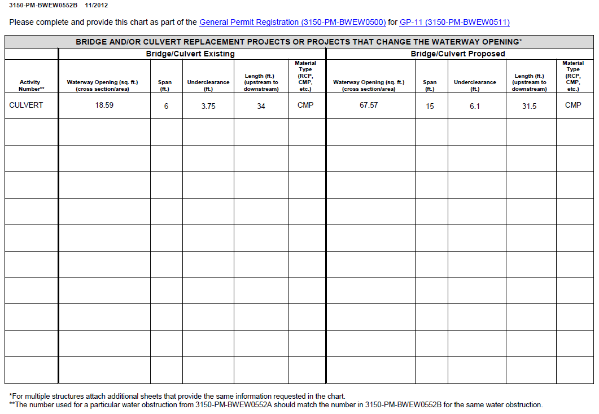 3150-PM-BWEW0552B 11/2012
Please complete and provide this chart as part of the General Permit Registration (3150-PM-BWEW0500) for GP-11 (3150-PM-BWEW0511)
BRIDGE AND/OR CULVERT REPLACEMENT PROJECTS OR PROJECTS THAT CHANGE THE WATERWAY OPENING*
Bridge/Culvert Existing Bridge/Culvert Proposed
Activity Number** Waterway Opening (sq. ft.) (cross section/area) Span (ft.) Underclearance (ft.) Length (ft.) (upstream to downstream) Material Type (RCP, CMP, etc.) Waterway Opening (sq. ft.) (cross section/area) Span (ft.) Underclearance (ft.) Length (ft.) (upstream to downstream) Material Type (RCP, CMP, etc.)
CULVERT 18.59 6 3.75 34 CMP 67.57 15 6.1 31.5 CMP
*For multiple structures attach additional sheets that provide the same information requested in the chart.
**The number used for a particular water obstruction from 3150-PM-BWEW0552A should match the number in 3150-PM-BWEW0552B for the same water obstruction